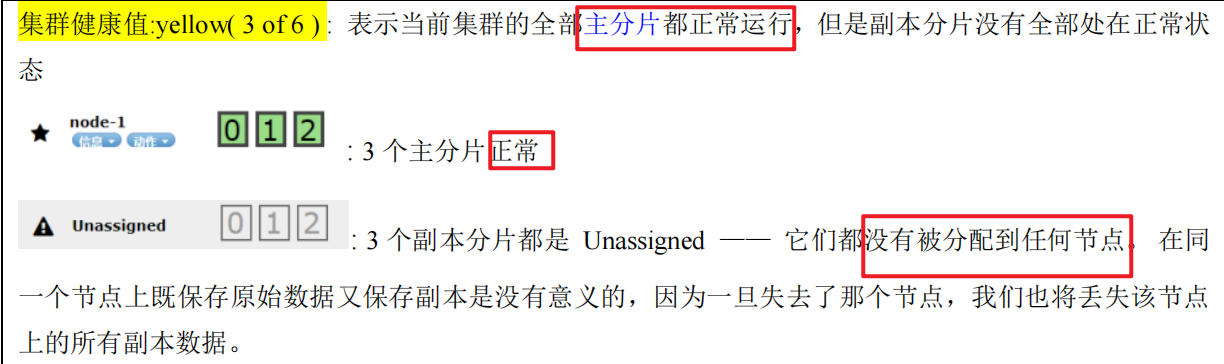 集群健康值:yellow( 3 of 6 ) : 表示当前集群的全部主分片都正常运行，但是副本分片没有全部处在正常状
态
node-1
信息 动作
0 1 2
: 3 个主分片正常
Unassigned
0 1 2
: 3 个副本分片都是 Unassigned —— 它们都没有被分配到任何节点。 在同
一个节点上既保存原始数据又保存副本是没有意义的，因为一旦失去了那个节点，我们也将丢失该节点
上的所有副本数据。